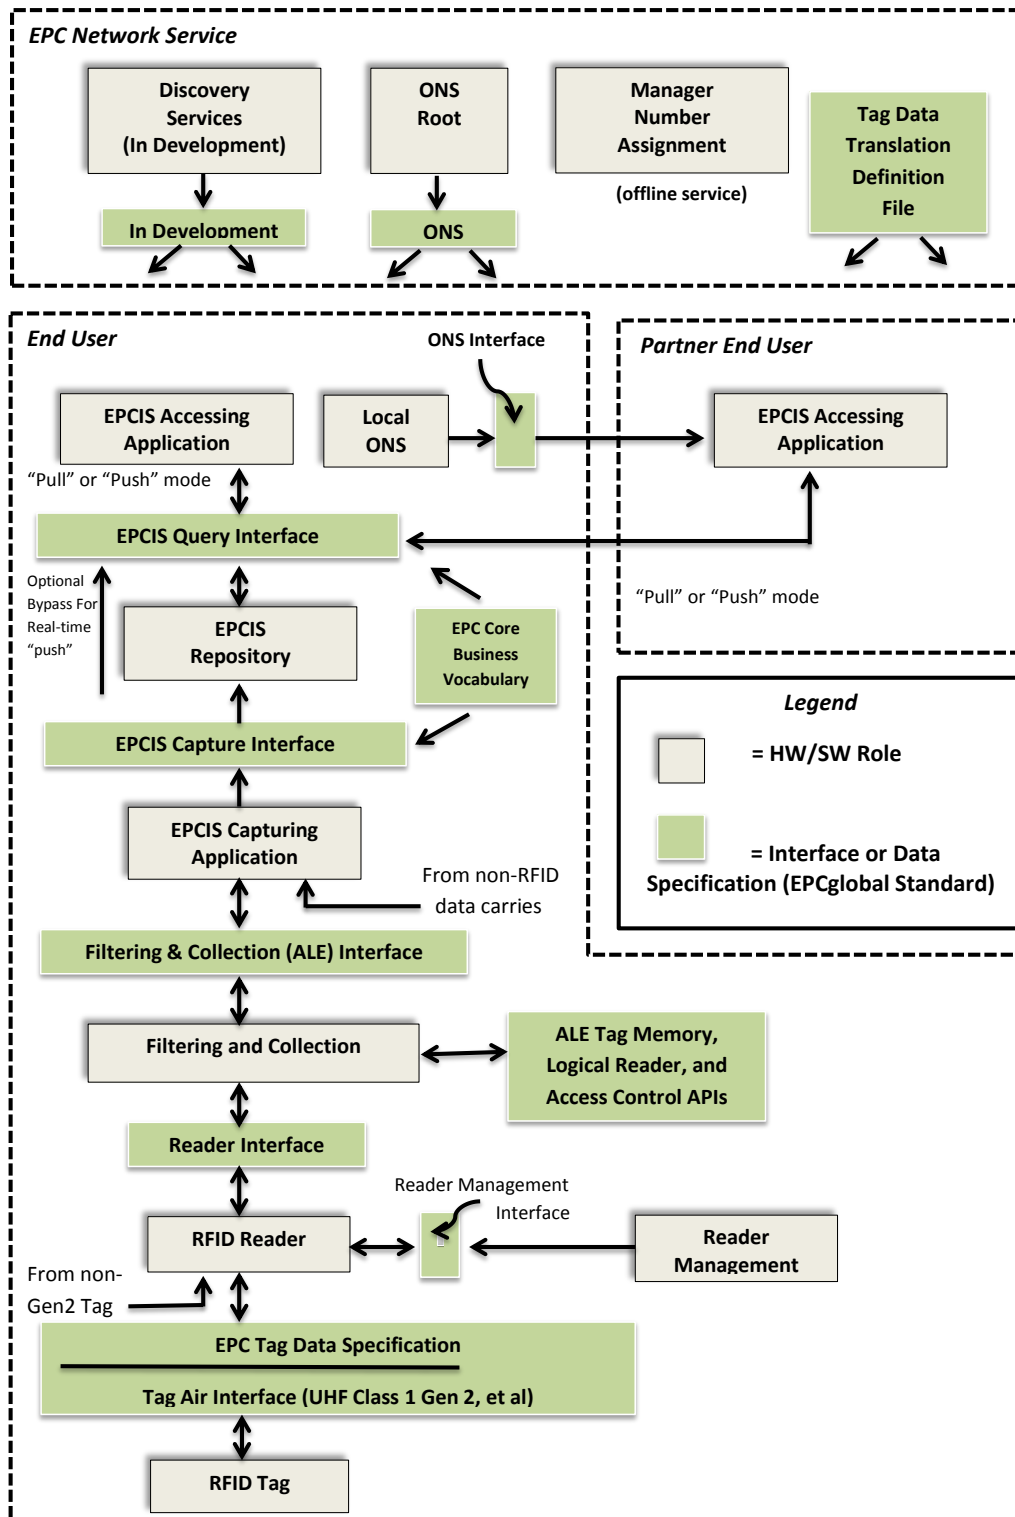 EPC Network Service
Discovery
Services
(In Development)
ONS
Root
Manager
Number
Assignment
(offline service)
Tag Data
Translation
Definition
File
In Development
ONS
End User
ONS Interface
Partner End User
EPCIS Accessing
Application
Local
ONS
EPCIS Accessing
Application
“Pull” or “Push” mode
EPCIS Query Interface
Optional
Bypass For
Real-time
“push”
EPCIS
Repository
EPC Core
Business
Vocabulary
“Pull” or “Push” mode
EPCIS Capture Interface
Legend
= HW/SW Role
= Interface or Data
Specification (EPCglobal Standard)
EPCIS Capturing
Application
From non-RFID
data carries
Filtering & Collection (ALE) Interface
Filtering and Collection
ALE Tag Memory,
Logical Reader, and
Access Control APIs
Reader Interface
Reader Management
Interface
RFID Reader
Reader
Management
From non-
Gen2 Tag
EPC Tag Data Specification
Tag Air Interface (UHF Class 1 Gen 2, et al)
RFID Tag